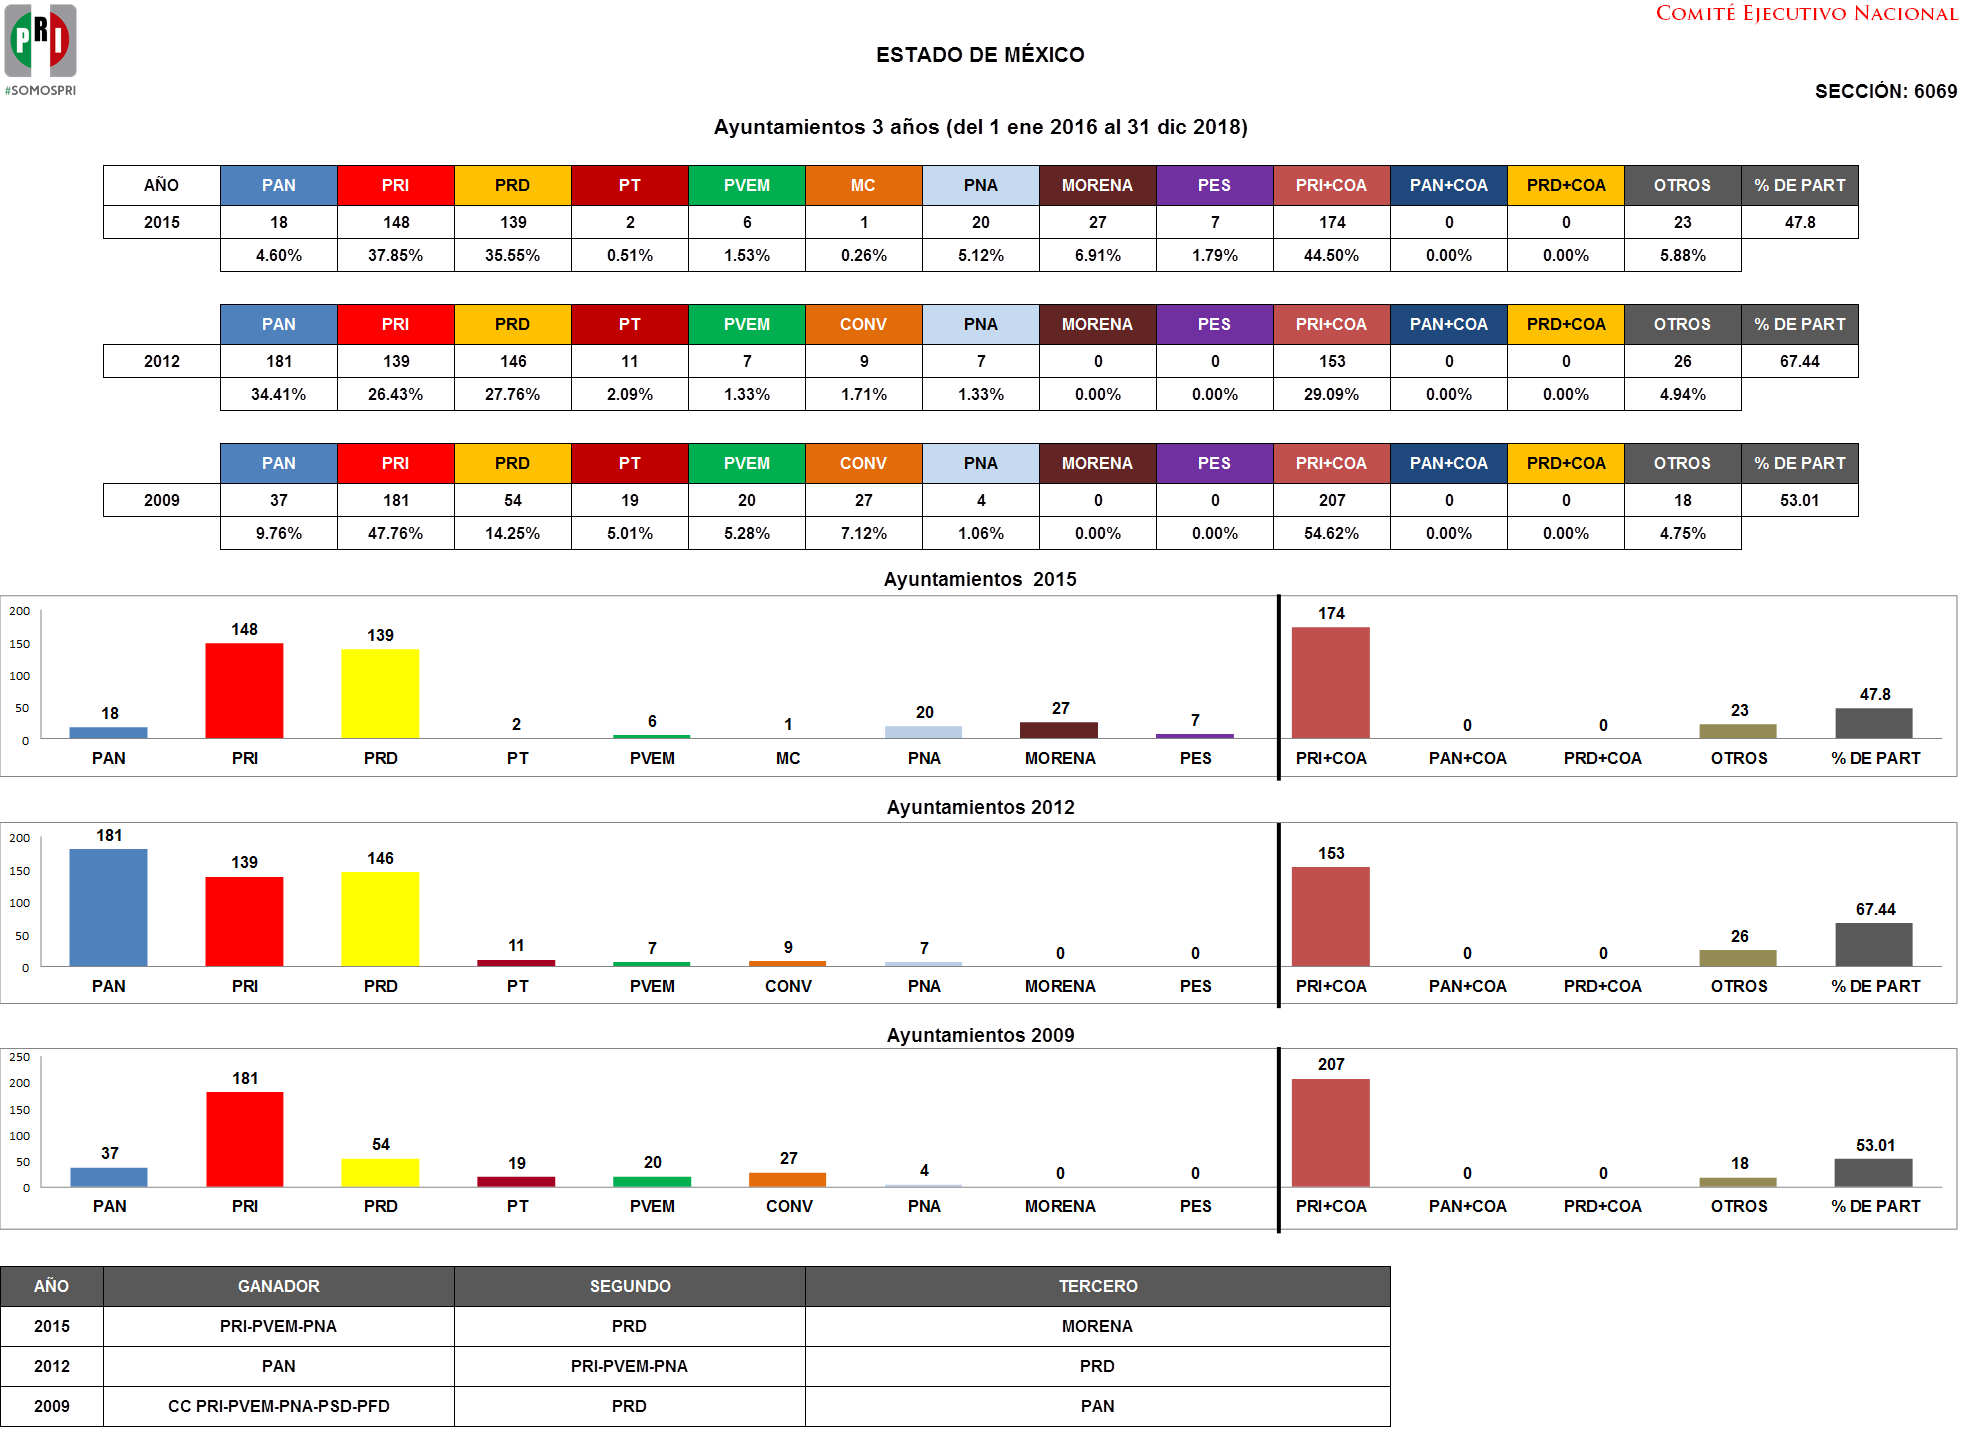 PRI
#SOMOSPRI
COMITÉ EJECUTIVO NACIONAL
ESTADO DE MÉXICO
SECCIÓN: 6069
Ayuntamientos 3 años (del 1 ene 2016 al 31 dic 2018)
AÑO PAN PRI PRD PT PVEM MC PNA MORENA PES PRI+COA PAN+COA PRD+COA OTROS % DE PART
2015 18 148 139 2 6 1 20 27 7 174 0 0 23 47.8
4.60% 37.85% 35.55% 0.51% 1.53% 0.26% 5.12% 6.91% 1.79% 44.50% 0.00% 0.00% 5.88%
PAN PRI PRD PT PVEM CONV PNA MORENA PES PRI+COA PAN+COA PRD+COA OTROS % DE PART
2012 181 139 146 11 7 9 7 0 0 153 0 0 26 67.44
34.41% 26.43% 27.76% 2.09% 1.33% 1.71% 1.33% 0.00% 0.00% 29.09% 0.00% 0.00% 4.94%
PAN PRI PRD PT PVEM CONV PNA MORENA PES PRI+COA PAN+COA PRD+COA OTROS % DE PART
2009 37 181 54 19 20 27 4 0 0 207 0 0 18 53.01
9.76% 47.76% 14.25% 5.01% 5.28% 7.12% 1.06% 0.00% 0.00% 54.62% 0.00% 0.00% 4.75%
Ayuntamientos 2015
200
150
100
50
0
18 148 139 2 6 1 20 27 7 174 0 0 23 47.8
PAN PRI PRD PT PVEM MC PNA MORENA PES PRI+COA PAN+COA PRD+COA OTROS % DE PART
Ayuntamientos 2012
200
150
100
50
0
181 139 146 11 7 9 7 0 0 153 0 0 26 67.44
PAN PRI PRD PT PVEM CONV PNA MORENA PES PRI+COA PAN+COA PRD+COA OTROS % DE PART
Ayuntamientos 2009
250
200
150
100
50
0
37 181 54 19 20 27 4 0 0 207 0 0 18 53.01
PAN PRI PRD PT PVEM CONV PNA MORENA PES PRI+COA PAN+COA PRD+COA OTROS % DE PART
AÑO GANADOR SEGUNDO TERCERO
2015 PRI-PVEM-PNA PRD MORENA
2012 PAN PRI-PVEM-PNA PRD
2009 CC PRI-PVEM-PNA-PSD-PFD PRD PAN